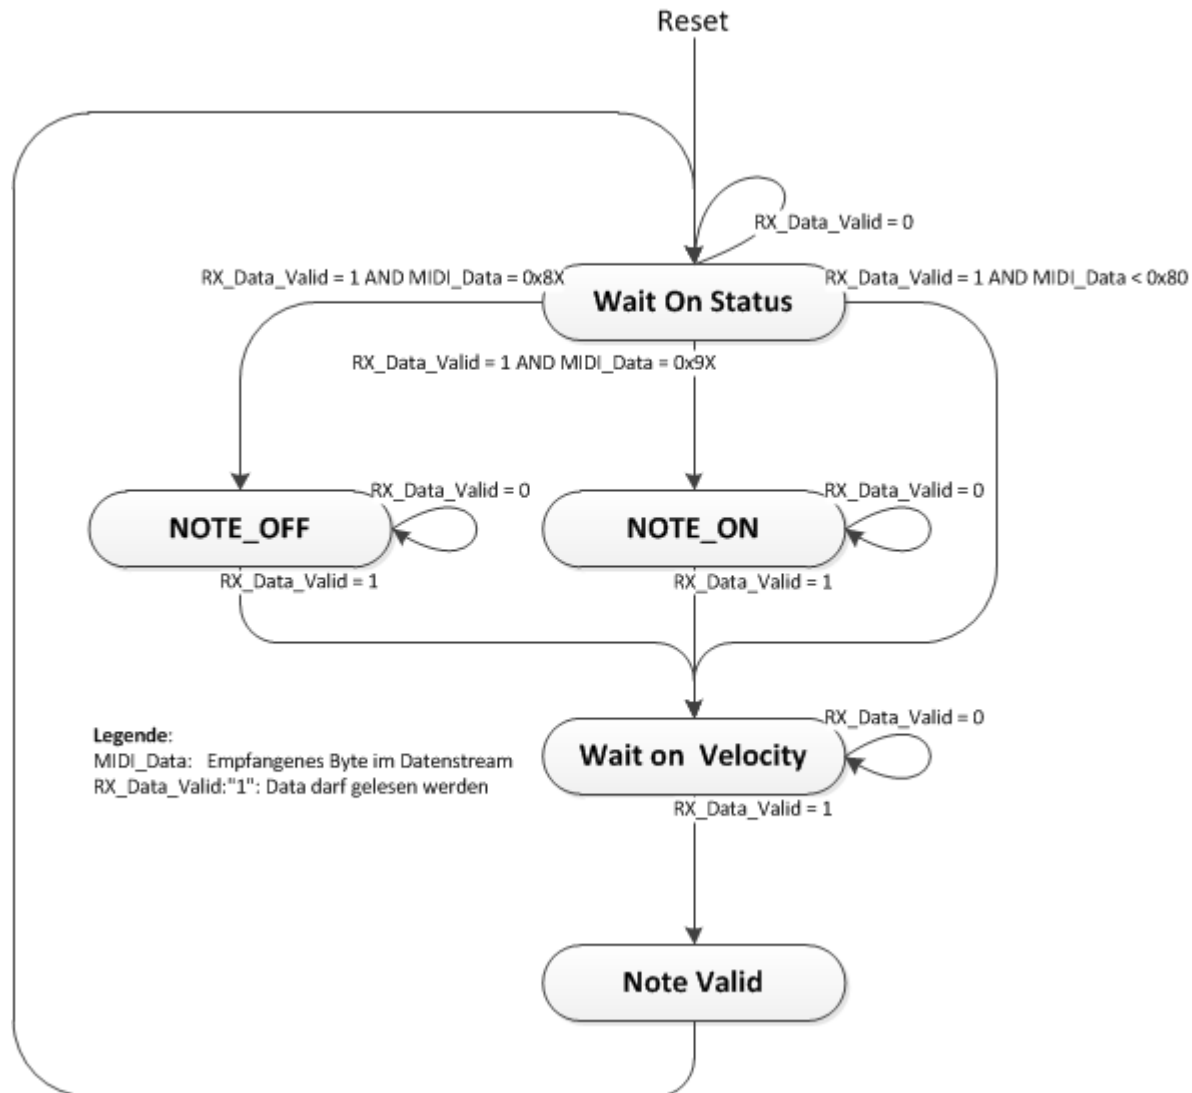 Reset
RX_Data_Valid = 0
RX_Data_Valid = 1 AND MIDI_Data = 0x8X
RX_Data_Valid = 1 AND MIDI_Data < 0x80
Wait On Status
RX_Data_Valid = 1 AND MIDI_Data = 0x9X
RX_Data_Valid = 0
RX_Data_Valid = 0
NOTE_OFF
NOTE_ON
RX_Data_Valid = 1
RX_Data_Valid = 1
RX_Data_Valid = 0
Legende:
MIDI_Data: Empfangenes Byte im Datenstream
RX_Data_Valid:"1": Data darf gelesen werden
Wait on Velocity
RX_Data_Valid = 1
Note Valid